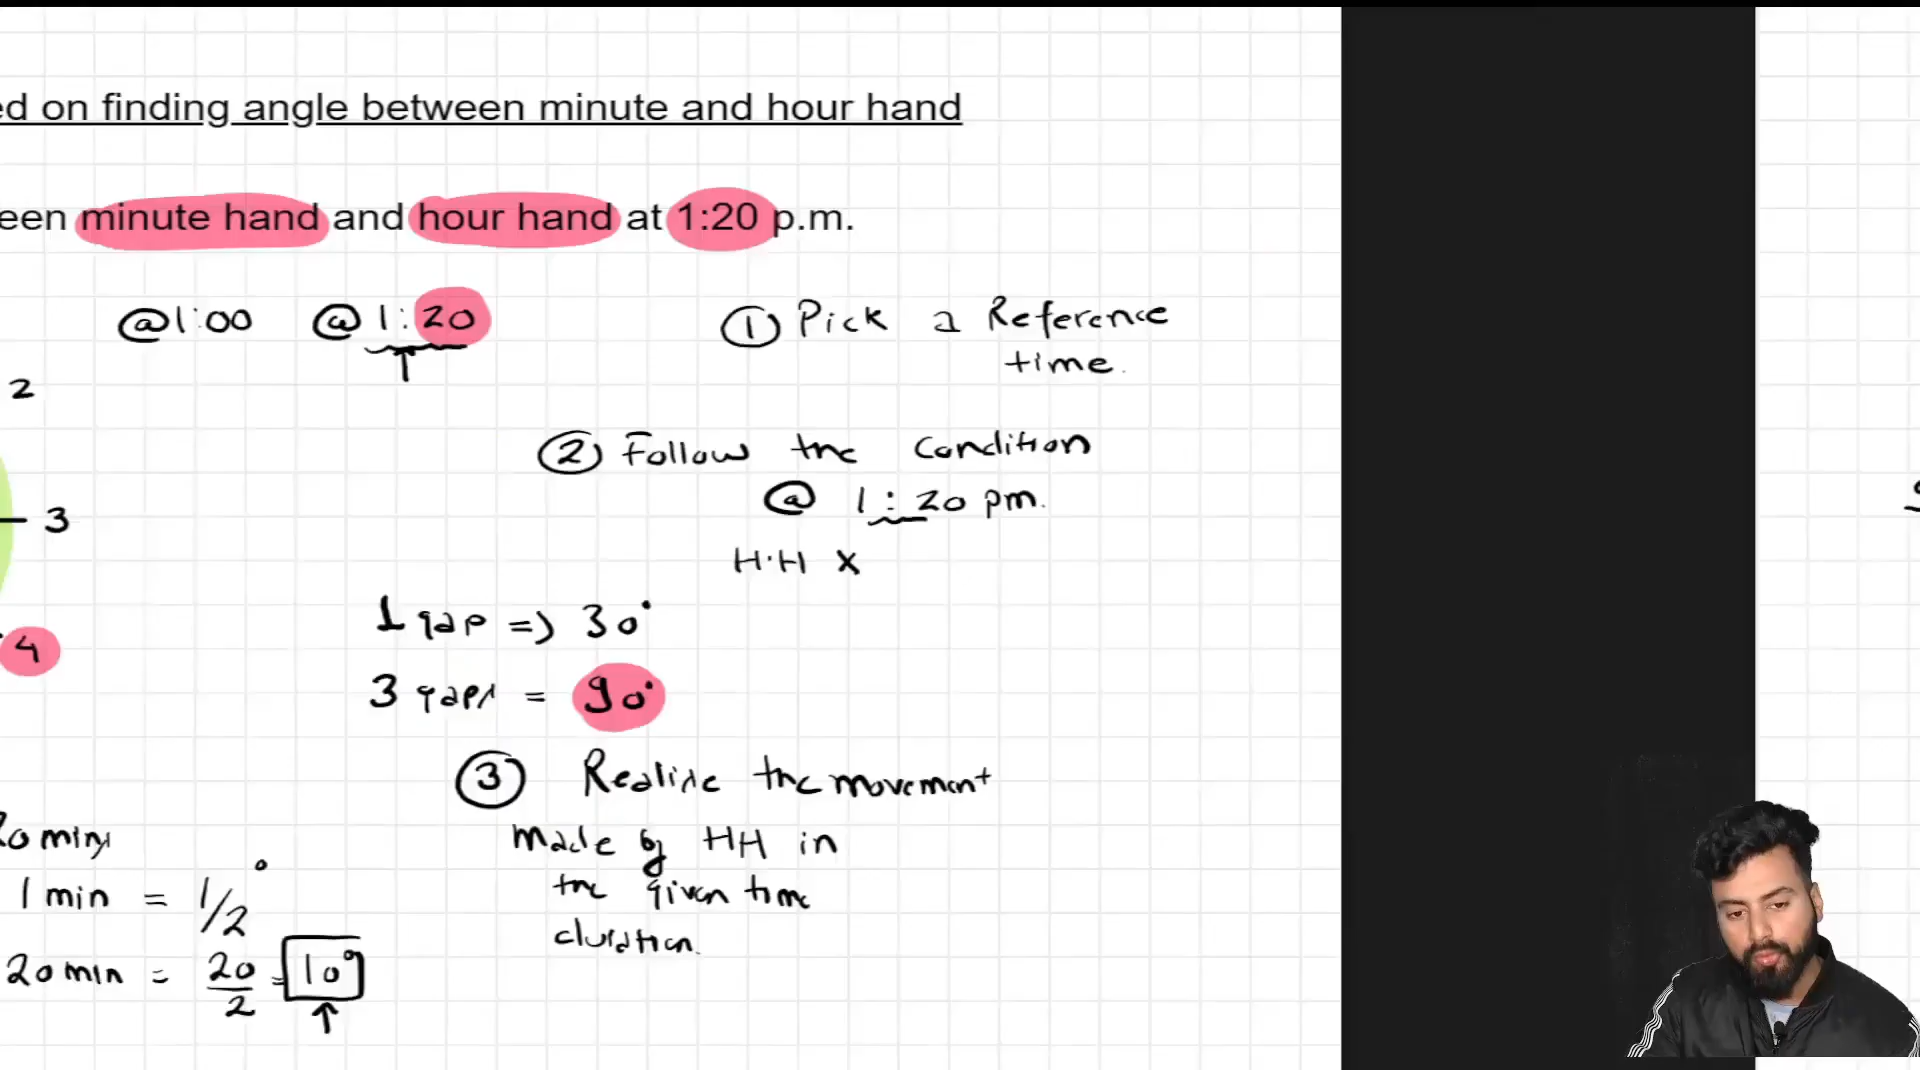 ed on finding angle between minute and hour hand
een minute hand and hour hand at 1:20 p.m.
@1:00 @ 1:20
① Pick a Reference
time.
2
② Follow the condition
@ 1:20 pm.
3
H.H X
1 gap => 30°
4
3 gaps = 90°
③ Realise the movement
made by HH in
the given time
duration.
20 mins
1 min = 1/2°
20 min = 20/2 = 10°